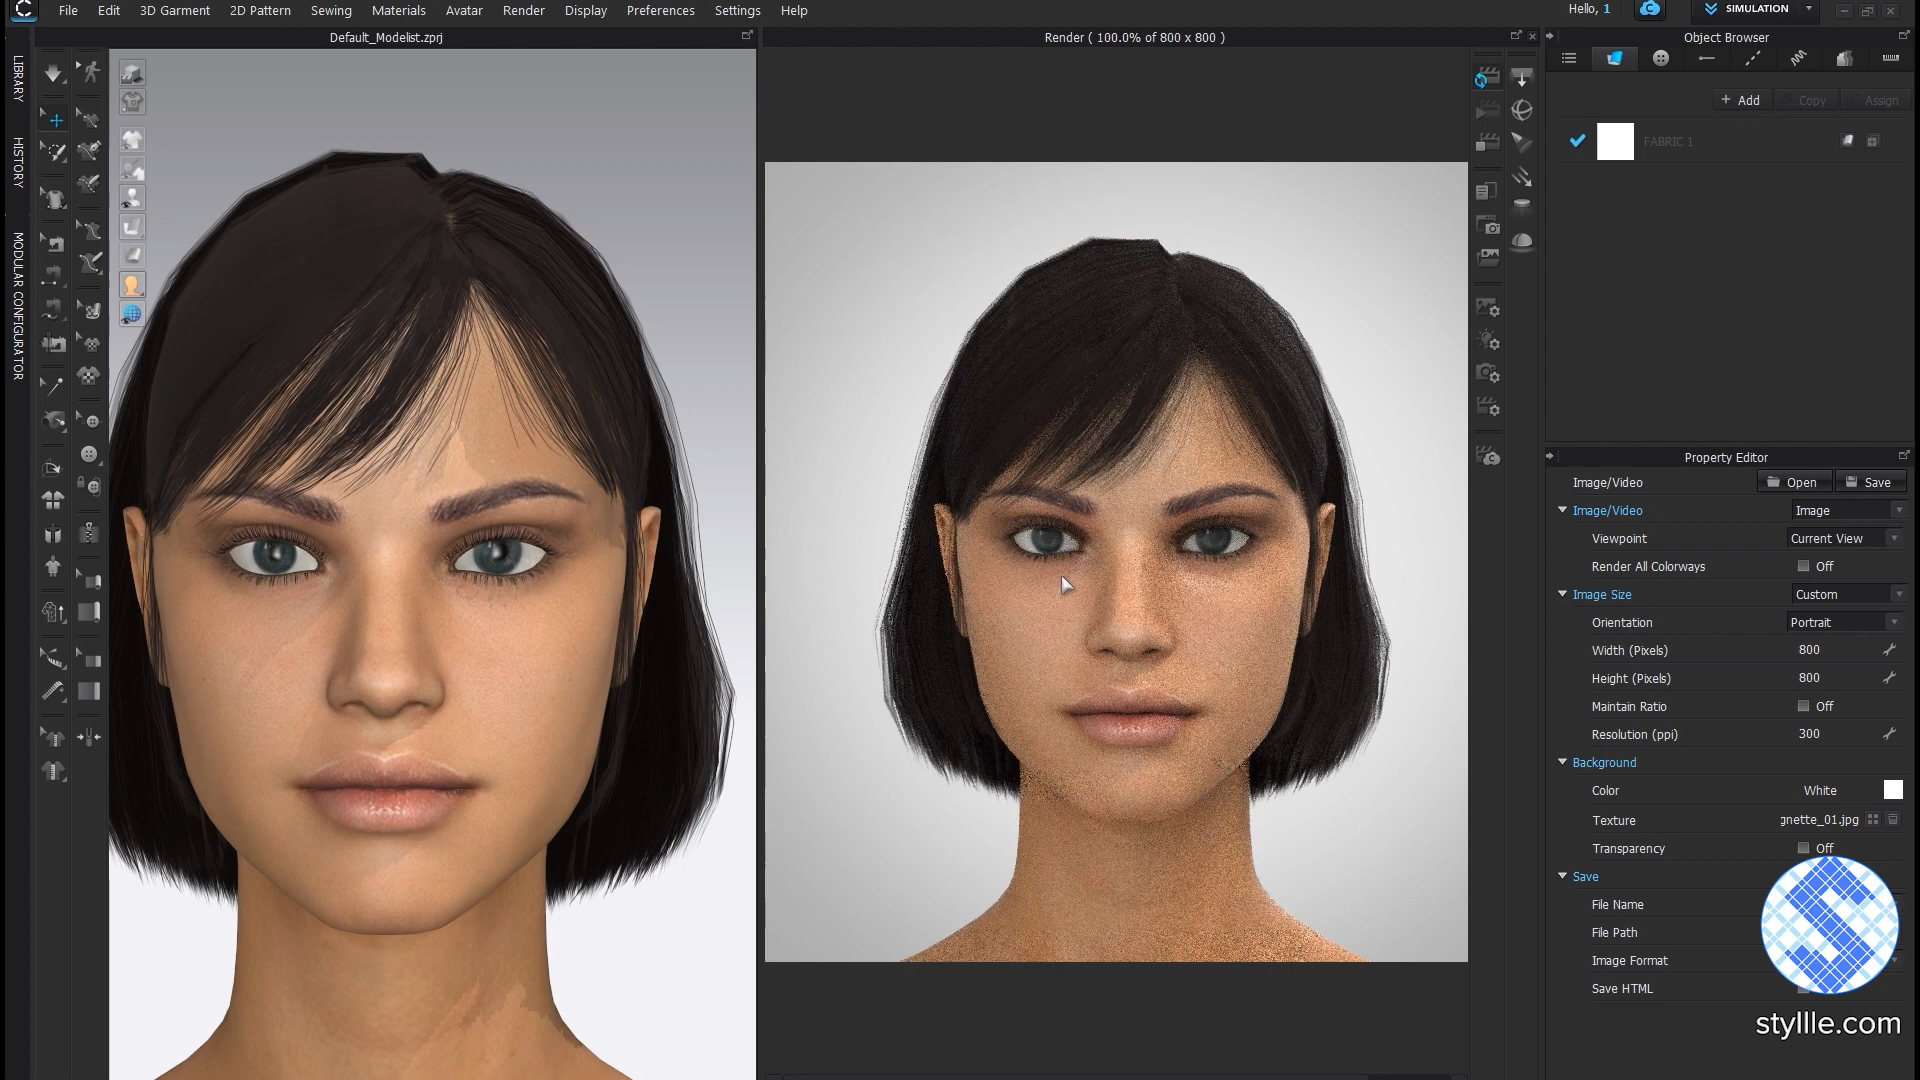 File Edit 3D Garment 2D Pattern Sewing Materials Avatar Render Display Preferences Settings Help
Hello, 1
SIMULATION
Default_Modelist.zprj
Render ( 100.0% of 800 x 800 )
Object Browser
LIBRARY
HISTORY
MODULAR CONFIGURATOR
+ Add Copy Assign
FABRIC 1
Property Editor
Image/Video Open Save
Image/Video Image
Viewpoint Current View
Render All Colorways Off
Image Size Custom
Orientation Portrait
Width (Pixels) 800
Height (Pixels) 800
Maintain Ratio Off
Resolution (ppi) 300
Background
Color White
Texture gnette_01.jpg
Transparency Off
Save
File Name
File Path
Image Format
Save HTML
styllle.com